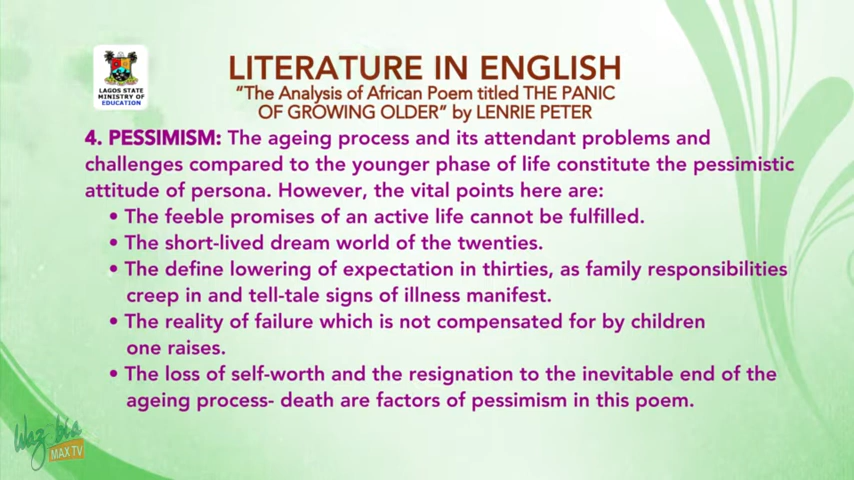 LAGOS STATE
MINISTRY OF
EDUCATION
LITERATURE IN ENGLISH
“The Analysis of African Poem titled THE PANIC
OF GROWING OLDER” by LENRIE PETER
4. PESSIMISM: The ageing process and its attendant problems and
challenges compared to the younger phase of life constitute the pessimistic
attitude of persona. However, the vital points here are:
• The feeble promises of an active life cannot be fulfilled.
• The short-lived dream world of the twenties.
• The define lowering of expectation in thirties, as family responsibilities
creep in and tell-tale signs of illness manifest.
• The reality of failure which is not compensated for by children
one raises.
• The loss of self-worth and the resignation to the inevitable end of the
ageing process- death are factors of pessimism in this poem.
MAX TV